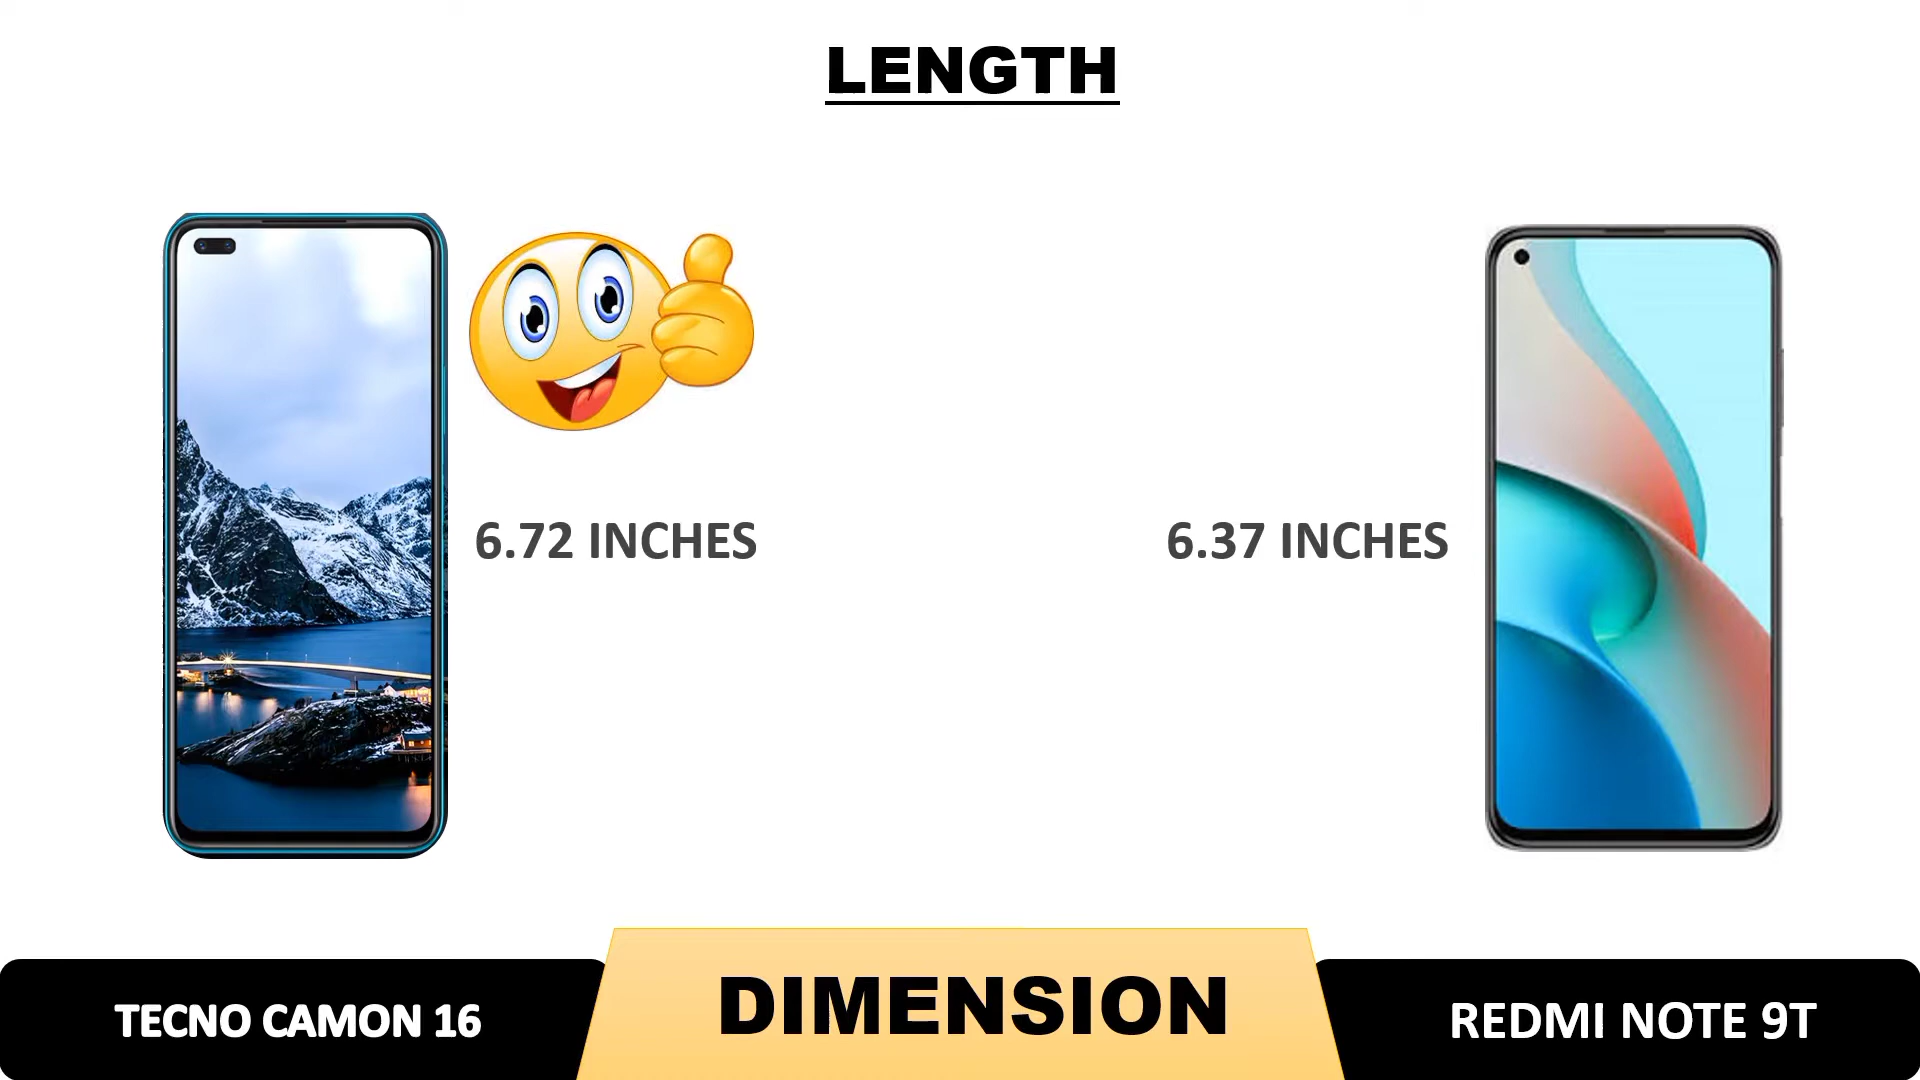 LENGTH
6.72 INCHES
6.37 INCHES
TECNO CAMON 16
DIMENSION
REDMI NOTE 9T